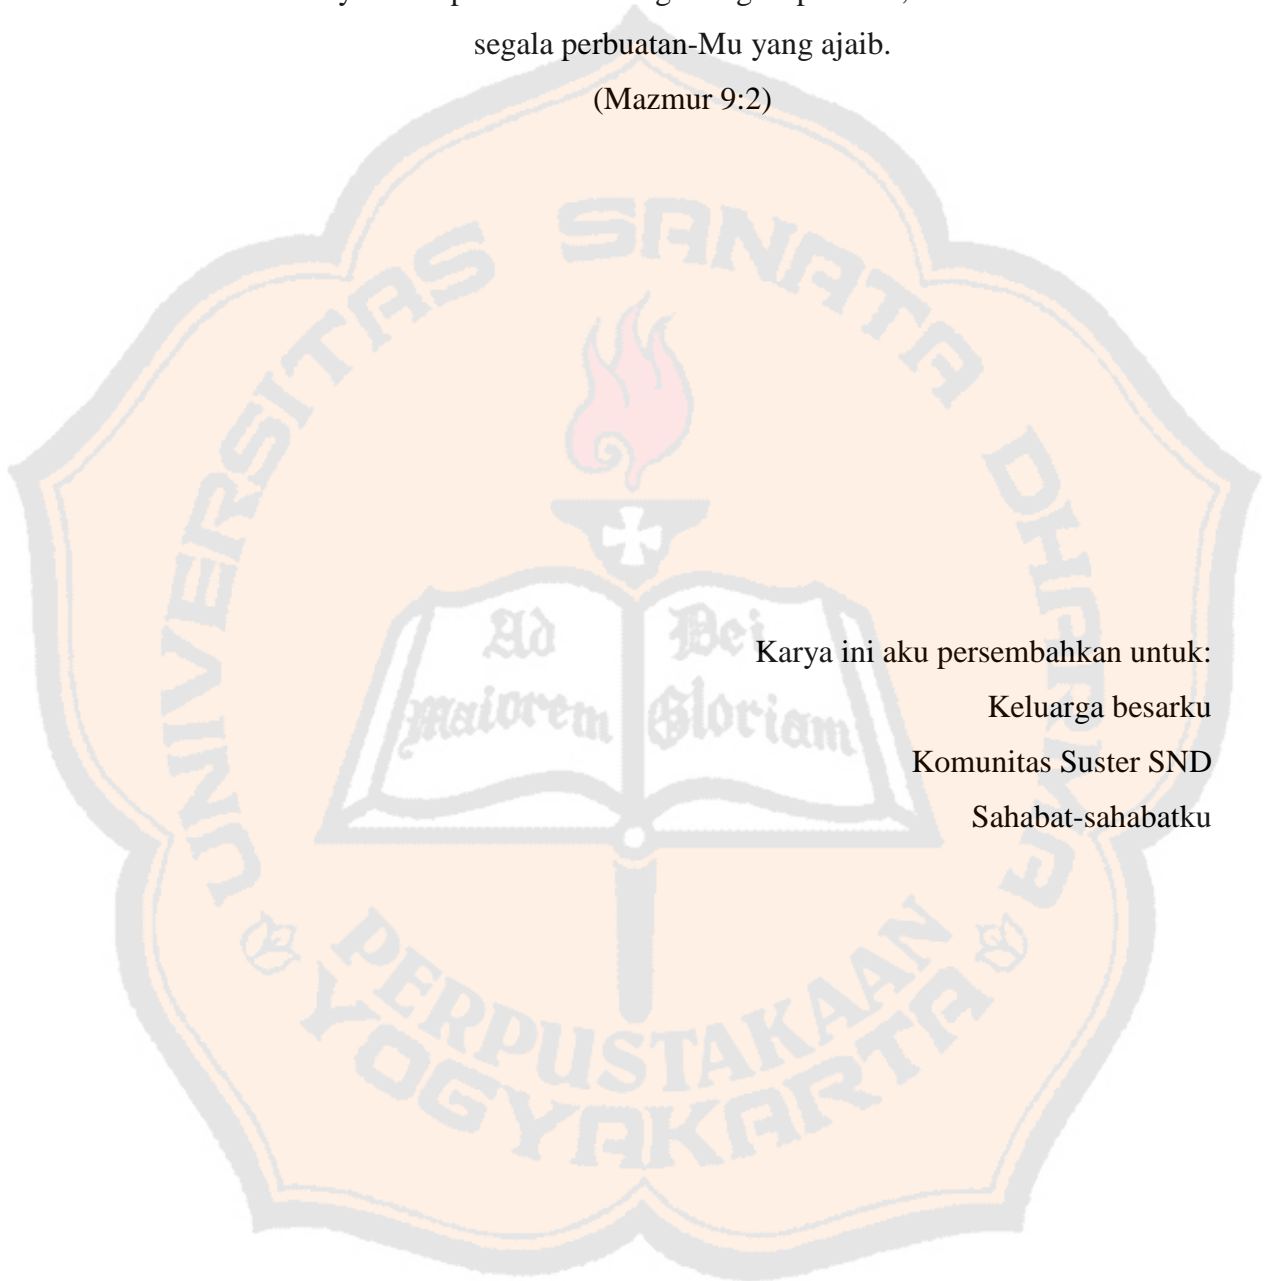 segala perbuatan-Mu yang ajaib.
(Mazmur 9:2)
UNIVERSITAS SANATA DHARMA
Ad Dei
maiorem Gloriam
Karya ini aku persembahkan untuk:
Keluarga besarku
Komunitas Suster SND
Sahabat-sahabatku
PERPUSTAKAAN
YOGYAKARTA